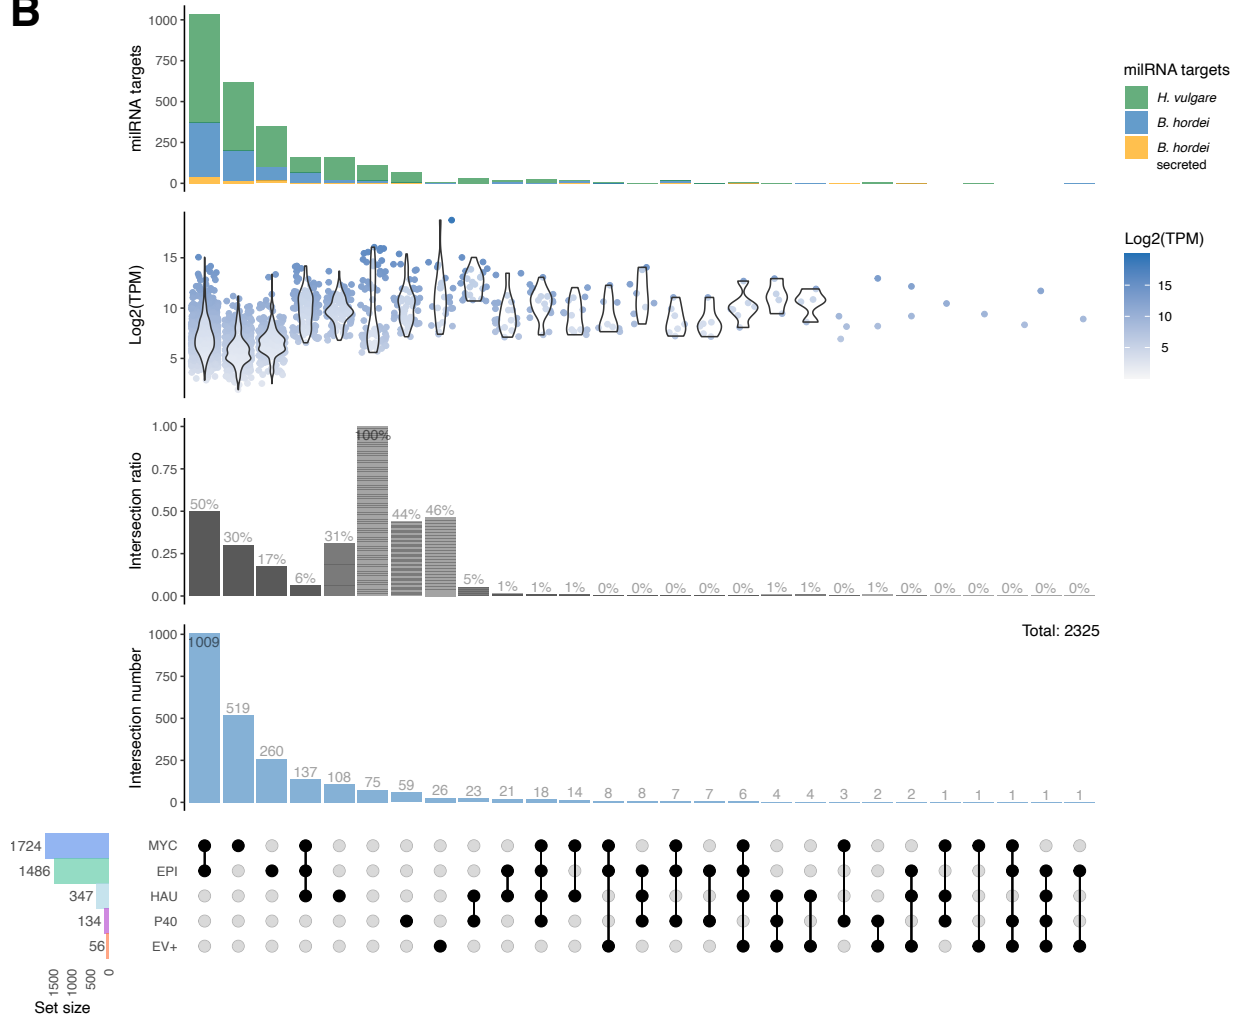 B
milRNA targets
1000
750
500
250
0
milRNA targets
H. vulgare
B. hordei
B. hordei
secreted
Log2(TPM)
15
10
5
Log2(TPM)
15
10
5
Intersection ratio
1.00
0.75
0.50
0.25
0.00
50% 30% 17% 6% 31% 100% 44% 46% 5% 1% 1% 1% 0% 0% 0% 0% 0% 1% 1% 0% 1% 0% 0% 0% 0% 0% 0%
Intersection number
1000
750
500
250
0
Total: 2325
1009 519 260 137 108 75 59 26 23 21 18 14 8 8 7 7 6 4 4 3 2 2 1 1 1 1 1
1724 MYC
1486 EPI
347 HAU
134 P40
56 EV+
1500 1000 500 0
Set size